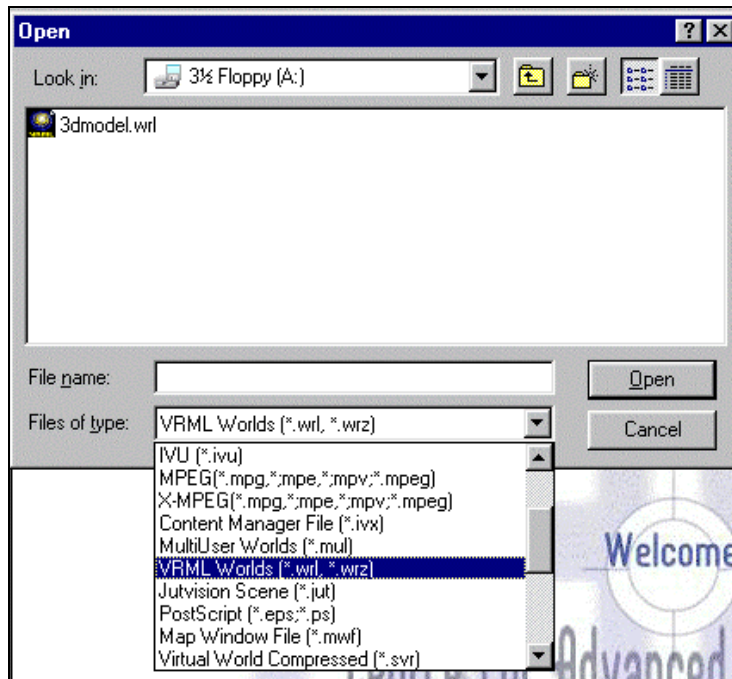 Open
Look in: 3½ Floppy (A:)
3dmodel.wrl
File name: Open
Files of type: VRML Worlds (*.wrl, *.wrz) Cancel
IVU (*.ivu)
MPEG(*.mpg,*;mpe,*;mpv;*.mpeg)
X-MPEG(*.mpg,*;mpe,*;mpv;*.mpeg)
Content Manager File (*.ivx)
MultiUser Worlds (*.mul)
VRML Worlds (*.wrl, *.wrz)
Jutvision Scene (*.jut)
PostScript (*.eps;*.ps)
Map Window File (*.mwf)
Virtual World Compressed (*.svr)
Welcome
Advanced